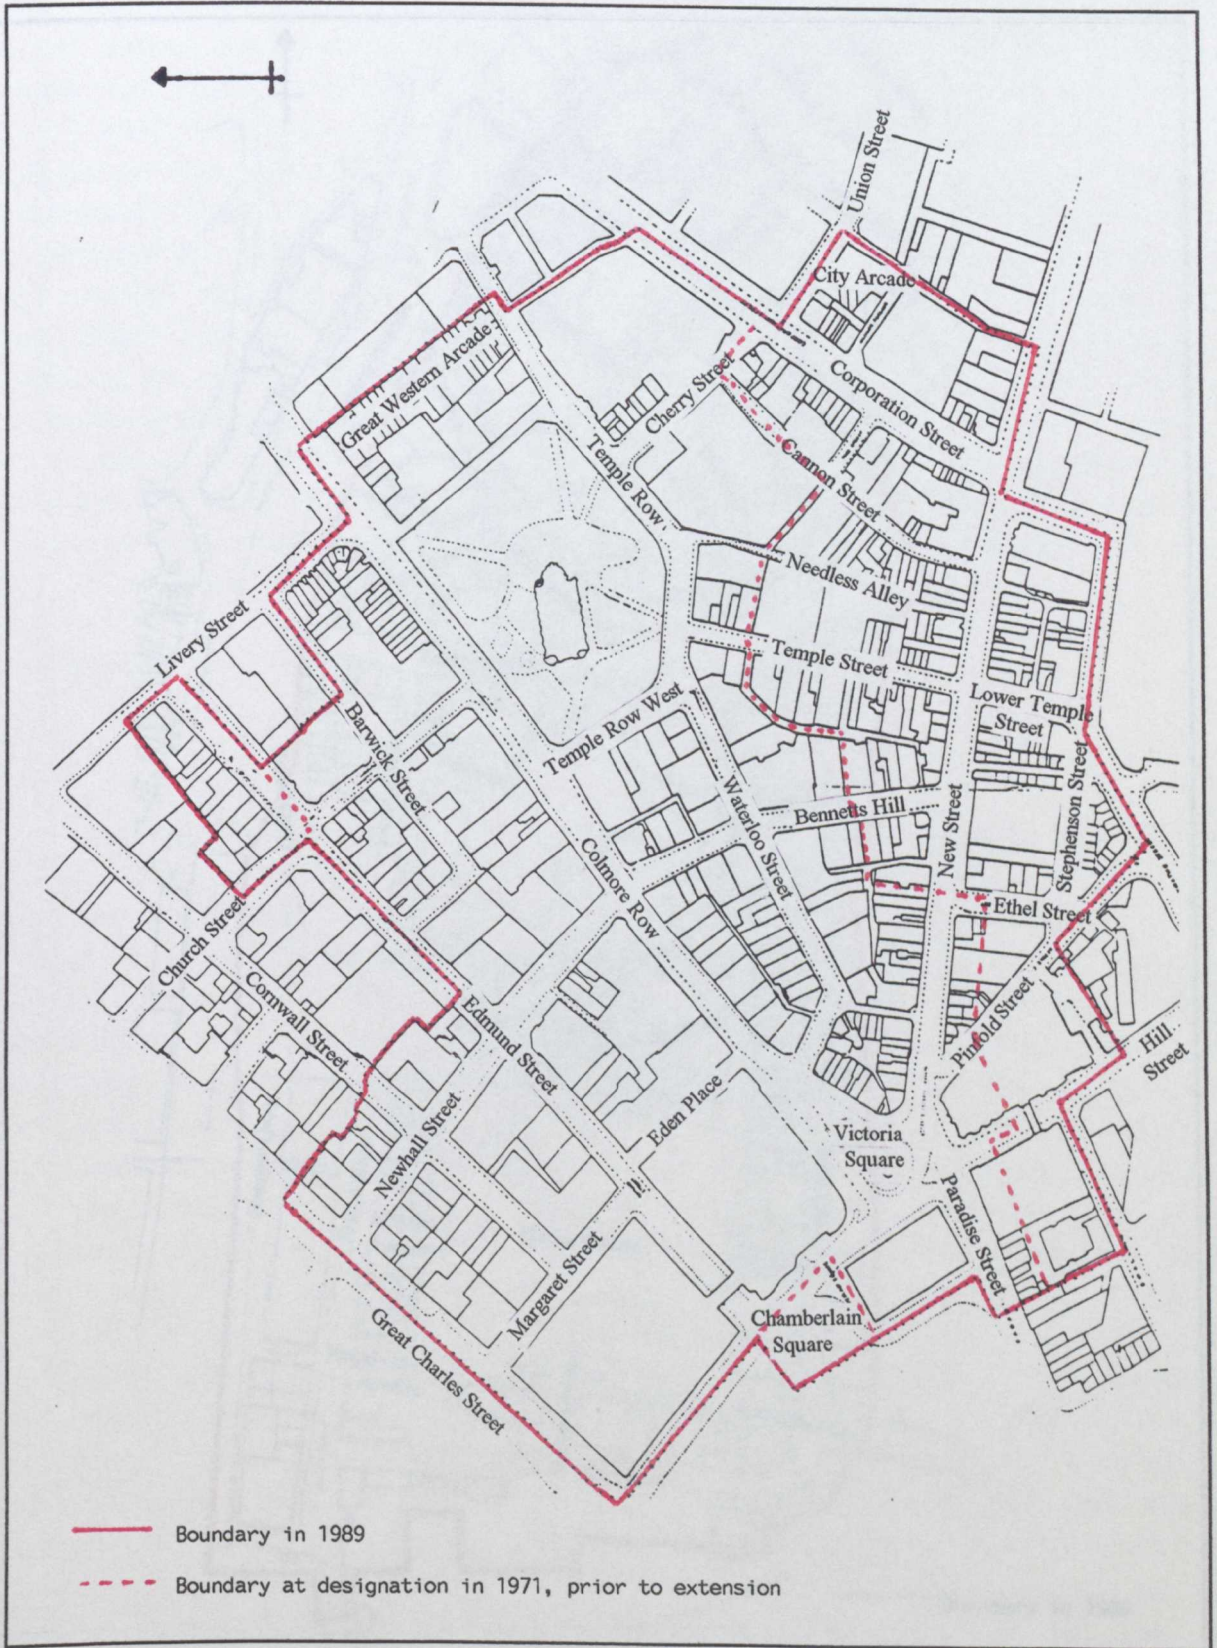 Union Street
City Arcade
Great Western Arcade
Cherry Street
Corporation Street
Temple Row
Cannon Street
Needless Alley
Livery Street
Temple Street
Lower Temple
Street
Barwick Street
Temple Row West
Waterloo Street
Bennetts Hill
New Street
Stephenson Street
Colmore Row
Ethel Street
Church Street
Cornwall Street
Edmund Street
Pinfold Street
Hill
Street
Eden Place
Newhall Street
Victoria
Square
Paradise Street
Margaret Street
Chamberlain
Square
Great Charles Street
Boundary in 1989
Boundary at designation in 1971, prior to extension